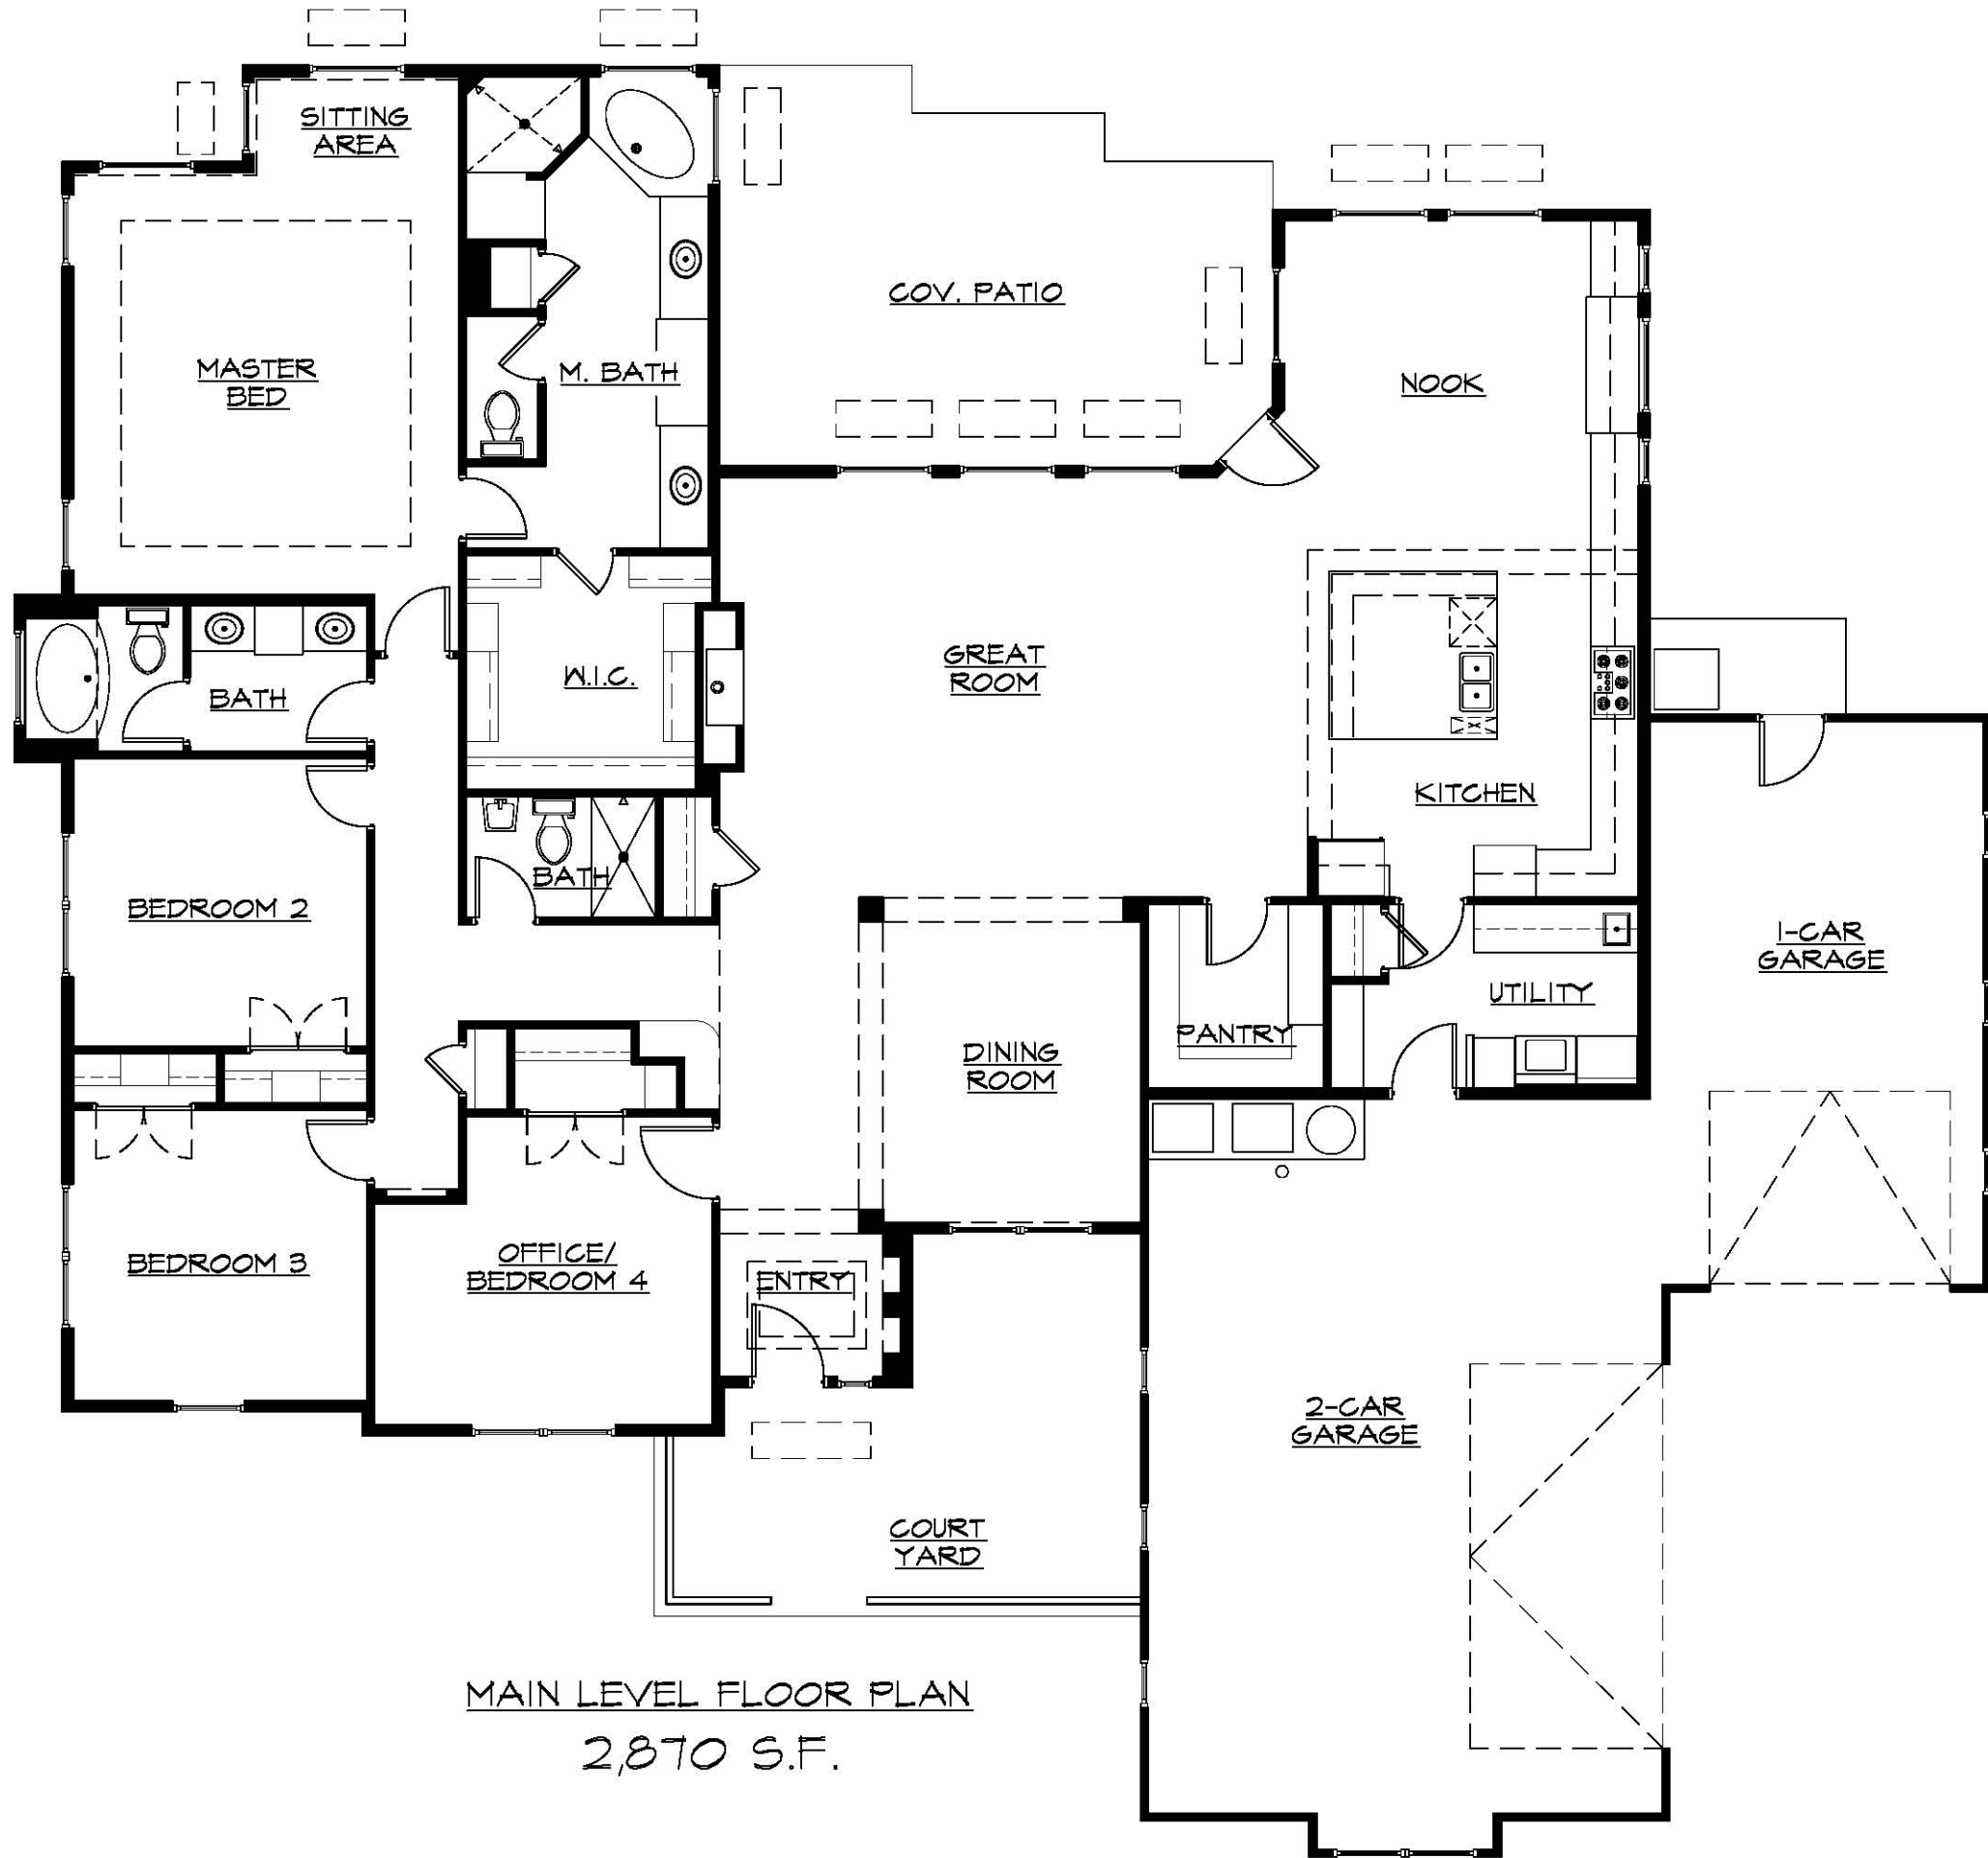 SITTING
AREA
COV. PATIO
MASTER
BED
M. BATH
NOOK
GREAT
ROOM
W.I.C.
BATH
KITCHEN
BATH
BEDROOM 2
1-CAR
GARAGE
UTILITY
PANTRY
DINING
ROOM
BEDROOM 3
OFFICE/
BEDROOM 4
ENTRY
2-CAR
GARAGE
COURT
YARD
MAIN LEVEL FLOOR PLAN
2,870 S.F.